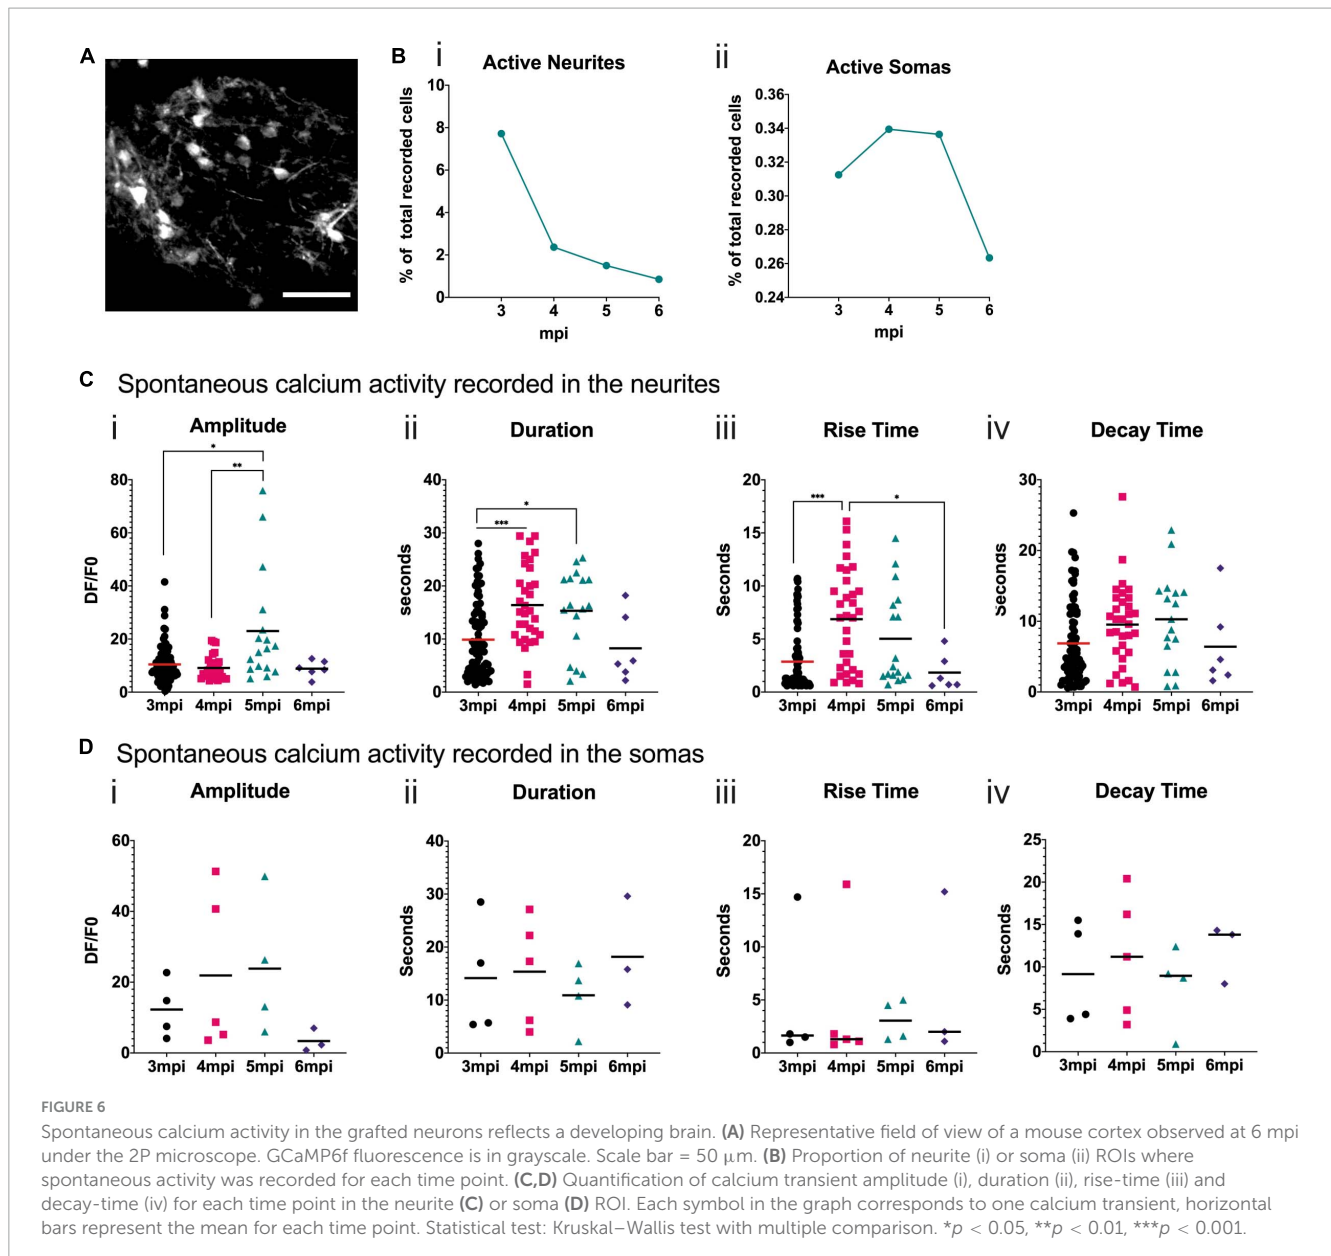 A
B
i
Active Neurites
% of total recorded cells
10
8
6
4
2
0
3 4 5 6
mpi
ii
Active Somas
% of total recorded cells
0.36
0.34
0.32
0.30
0.28
0.26
0.24
3 4 5 6
mpi
C Spontaneous calcium activity recorded in the neurites
i
Amplitude
*
**
DF/F0
80
60
40
20
0
3mpi 4mpi 5mpi 6mpi
ii
Duration
*
***
seconds
40
30
20
10
0
3mpi 4mpi 5mpi 6mpi
iii
Rise Time
***
*
Seconds
20
15
10
5
0
3mpi 4mpi 5mpi 6mpi
iv
Decay Time
Seconds
30
20
10
0
3mpi 4mpi 5mpi 6mpi
D Spontaneous calcium activity recorded in the somas
i
Amplitude
DF/F0
60
40
20
0
3mpi 4mpi 5mpi 6mpi
ii
Duration
Seconds
40
30
20
10
0
3mpi 4mpi 5mpi 6mpi
iii
Rise Time
Seconds
20
15
10
5
0
3mpi 4mpi 5mpi 6mpi
iv
Decay Time
Seconds
25
20
15
10
5
0
3mpi 4mpi 5mpi 6mpi
FIGURE 6
Spontaneous calcium activity in the grafted neurons reflects a developing brain. (A) Representative field of view of a mouse cortex observed at 6 mpi
under the 2P microscope. GCaMP6f fluorescence is in grayscale. Scale bar = 50 μm. (B) Proportion of neurite (i) or soma (ii) ROIs where
spontaneous activity was recorded for each time point. (C,D) Quantification of calcium transient amplitude (i), duration (ii), rise-time (iii) and
decay-time (iv) for each time point in the neurite (C) or soma (D) ROI. Each symbol in the graph corresponds to one calcium transient, horizontal
bars represent the mean for each time point. Statistical test: Kruskal–Wallis test with multiple comparison. *p < 0.05, **p < 0.01, ***p < 0.001.